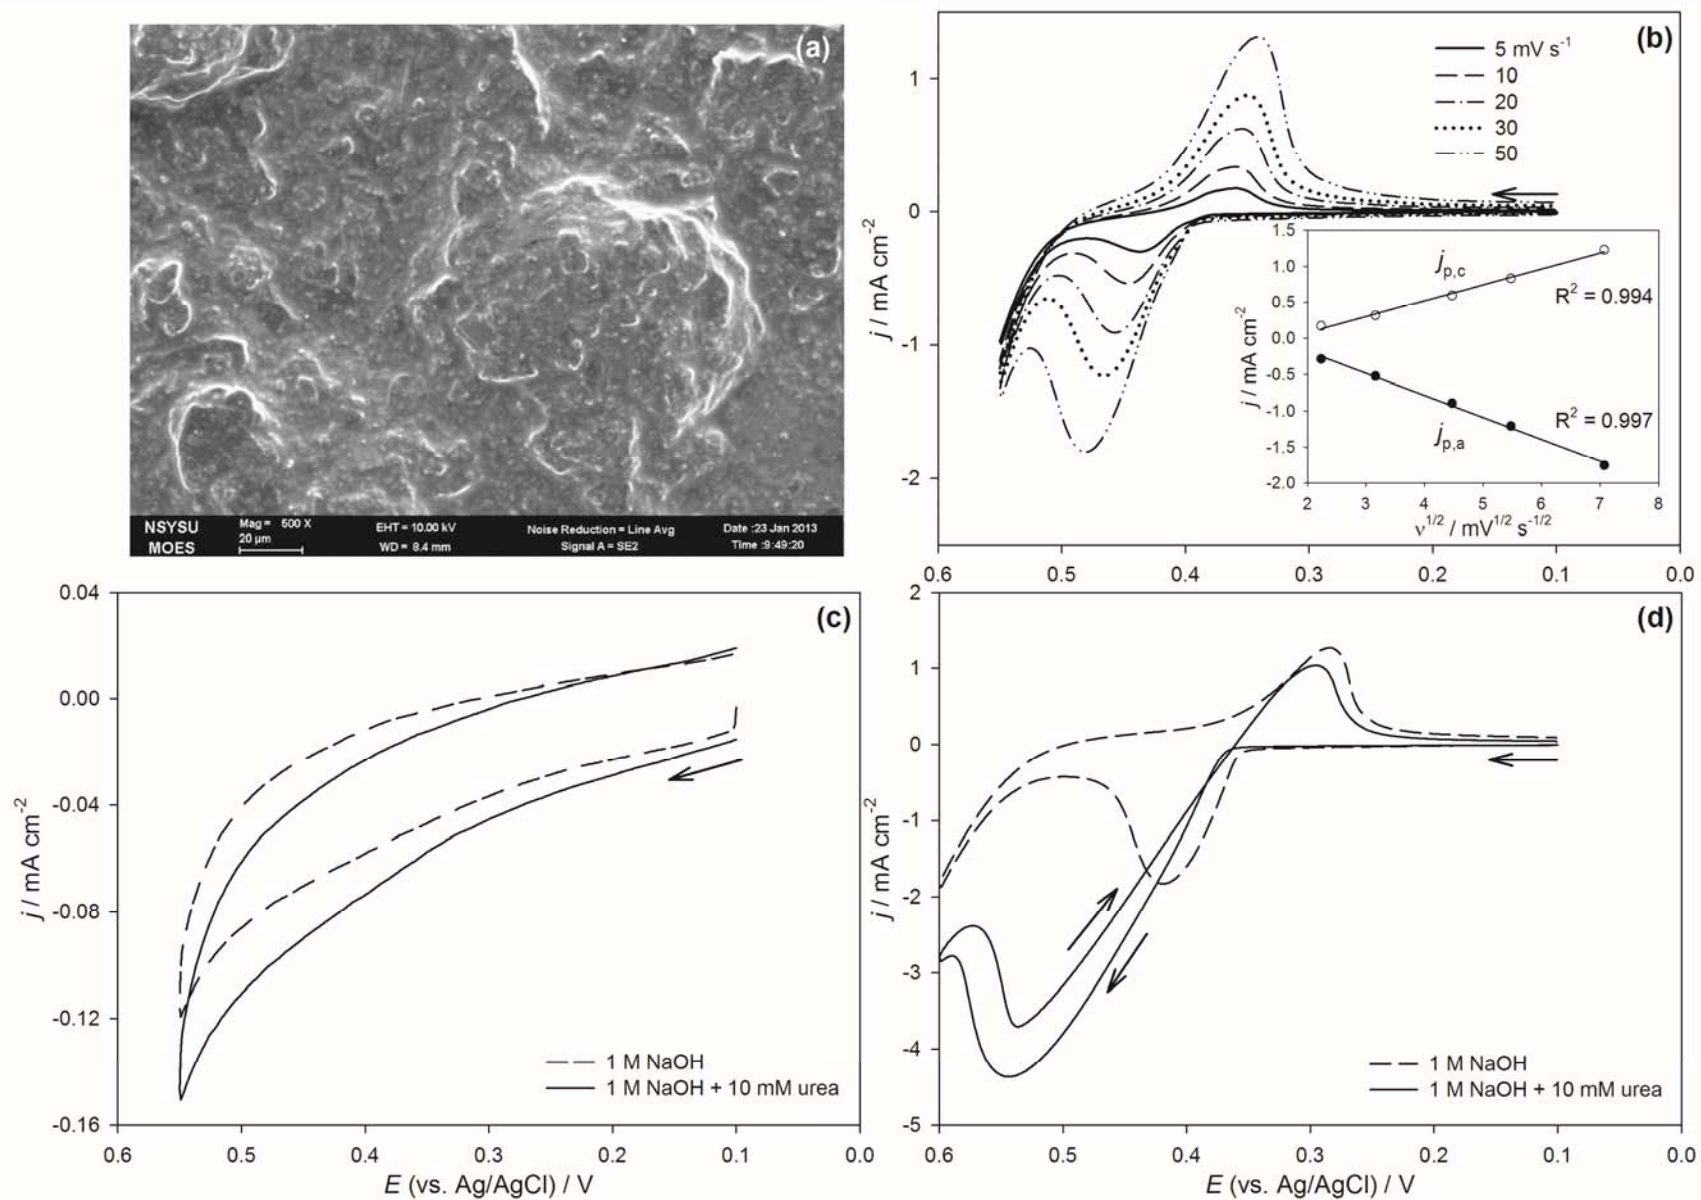 (a)
NSYSU
MOES
Mag = 500 X
20 µm
EHT = 10.00 kV
WD = 8.4 mm
Noise Reduction = Line Avg
Signal A = SE2
Date :23 Jan 2013
Time :9:49:20
(b)
5 mV s⁻¹
10
20
30
50
1
0
-1
-2
j / mA cm⁻²
0.6 0.5 0.4 0.3 0.2 0.1 0.0
1.5
1.0
0.5
0.0
-0.5
-1.0
-1.5
-2.0
j / mA cm⁻²
jp,c
R² = 0.994
R² = 0.997
jp,a
2 3 4 5 6 7 8
ν¹/² / mV¹/² s⁻¹/²
(c)
0.04
0.00
-0.04
-0.08
-0.12
-0.16
j / mA cm⁻²
1 M NaOH
1 M NaOH + 10 mM urea
0.6 0.5 0.4 0.3 0.2 0.1 0.0
E (vs. Ag/AgCl) / V
(d)
2
1
0
-1
-2
-3
-4
-5
j / mA cm⁻²
1 M NaOH
1 M NaOH + 10 mM urea
0.6 0.5 0.4 0.3 0.2 0.1 0.0
E (vs. Ag/AgCl) / V